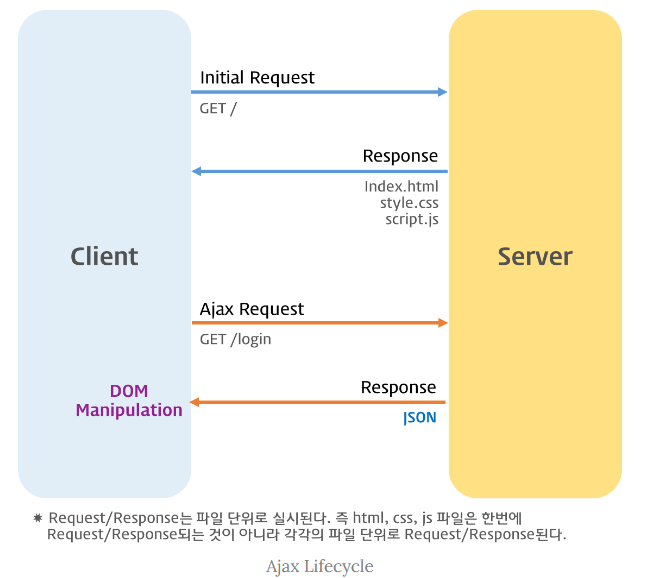 Initial Request
GET /
Response
Index.html
style.css
script.js
Client
Server
Ajax Request
GET /login
Response
JSON
DOM
Manipulation
✷ Request/Response는 파일 단위로 실시된다. 즉 html, css, js 파일은 한번에
Request/Response되는 것이 아니라 각각의 파일 단위로 Request/Response된다.
Ajax Lifecycle